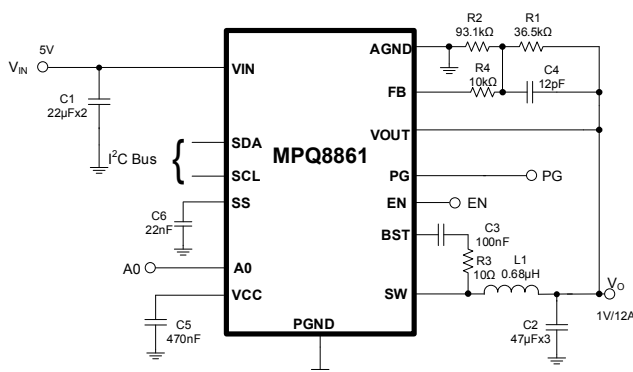 R2
93.1kΩ
R1
36.5kΩ
AGND
5V
VIN
VIN
R4
10kΩ
C4
12pF
FB
C1
22μFx2
VOUT
SDA
I²C Bus
MPQ8861
SCL
PG
PG
SS
EN
EN
C6
22nF
BST
C3
100nF
R3
10Ω
L1
0.68μH
A0
A0
VCC
SW
VO
1V/12A
C5
470nF
PGND
C2
47μFx3